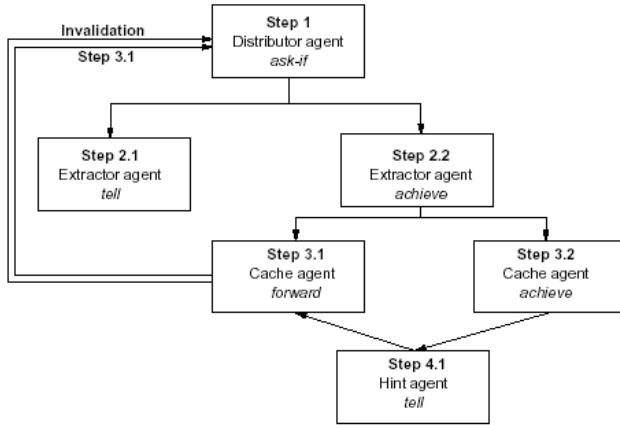 Step 1
Distributor agent
ask-if
Invalidation
Step 3.1
Step 2.1
Extractor agent
tell
Step 2.2
Extractor agent
achieve
Step 3.1
Cache agent
forward
Step 3.2
Cache agent
achieve
Step 4.1
Hint agent
tell